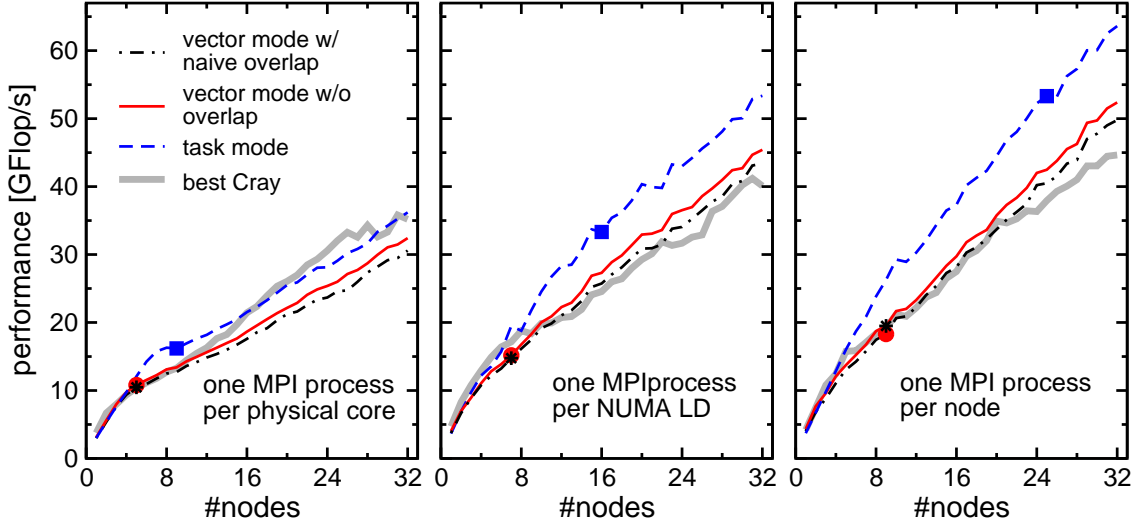 performance [GFlop/s]
60
50
40
30
20
10
0
vector mode w/
naive overlap
vector mode w/o
overlap
task mode
best Cray
one MPI process
per physical core
0 8 16 24 32
#nodes
one MPIprocess
per NUMA LD
8 16 24 32
#nodes
one MPI process
per node
8 16 24 32
#nodes